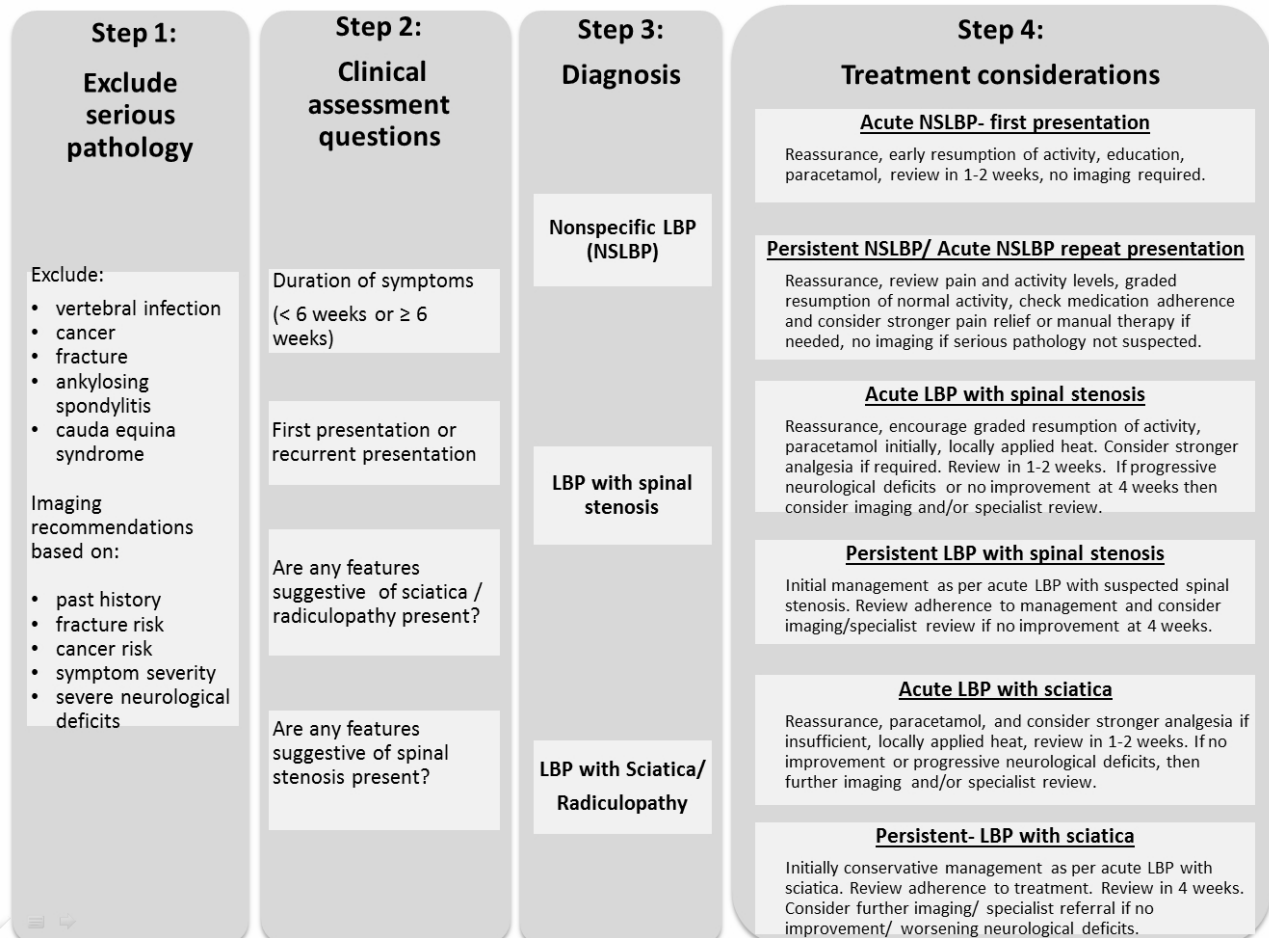 Step 1:
Exclude
serious
pathology
Exclude:
• vertebral infection
• cancer
• fracture
• ankylosing
spondylitis
• cauda equina
syndrome
Imaging
recommendations
based on:
• past history
• fracture risk
• cancer risk
• symptom severity
• severe neurological
deficits
Step 2:
Clinical
assessment
questions
Duration of symptoms
(< 6 weeks or ≥ 6
weeks)
First presentation or
recurrent presentation
Are any features
suggestive of sciatica /
radiculopathy present?
Are any features
suggestive of spinal
stenosis present?
Step 3:
Diagnosis
Nonspecific LBP
(NSLBP)
LBP with spinal
stenosis
LBP with Sciatica/
Radiculopathy
Step 4:
Treatment considerations
Acute NSLBP- first presentation
Reassurance, early resumption of activity, education,
paracetamol, review in 1-2 weeks, no imaging required.
Persistent NSLBP/ Acute NSLBP repeat presentation
Reassurance, review pain and activity levels, graded
resumption of normal activity, check medication adherence
and consider stronger pain relief or manual therapy if
needed, no imaging if serious pathology not suspected.
Acute LBP with spinal stenosis
Reassurance, encourage graded resumption of activity,
paracetamol initially, locally applied heat. Consider stronger
analgesia if required. Review in 1-2 weeks. If progressive
neurological deficits or no improvement at 4 weeks then
consider imaging and/or specialist review.
Persistent LBP with spinal stenosis
Initial management as per acute LBP with suspected spinal
stenosis. Review adherence to management and consider
imaging/specialist review if no improvement at 4 weeks.
Acute LBP with sciatica
Reassurance, paracetamol, and consider stronger analgesia if
insufficient, locally applied heat, review in 1-2 weeks. If no
improvement or progressive neurological deficits, then
further imaging and/or specialist review.
Persistent- LBP with sciatica
Initially conservative management as per acute LBP with
sciatica. Review adherence to treatment. Review in 4 weeks.
Consider further imaging/ specialist referral if no
improvement/ worsening neurological deficits.